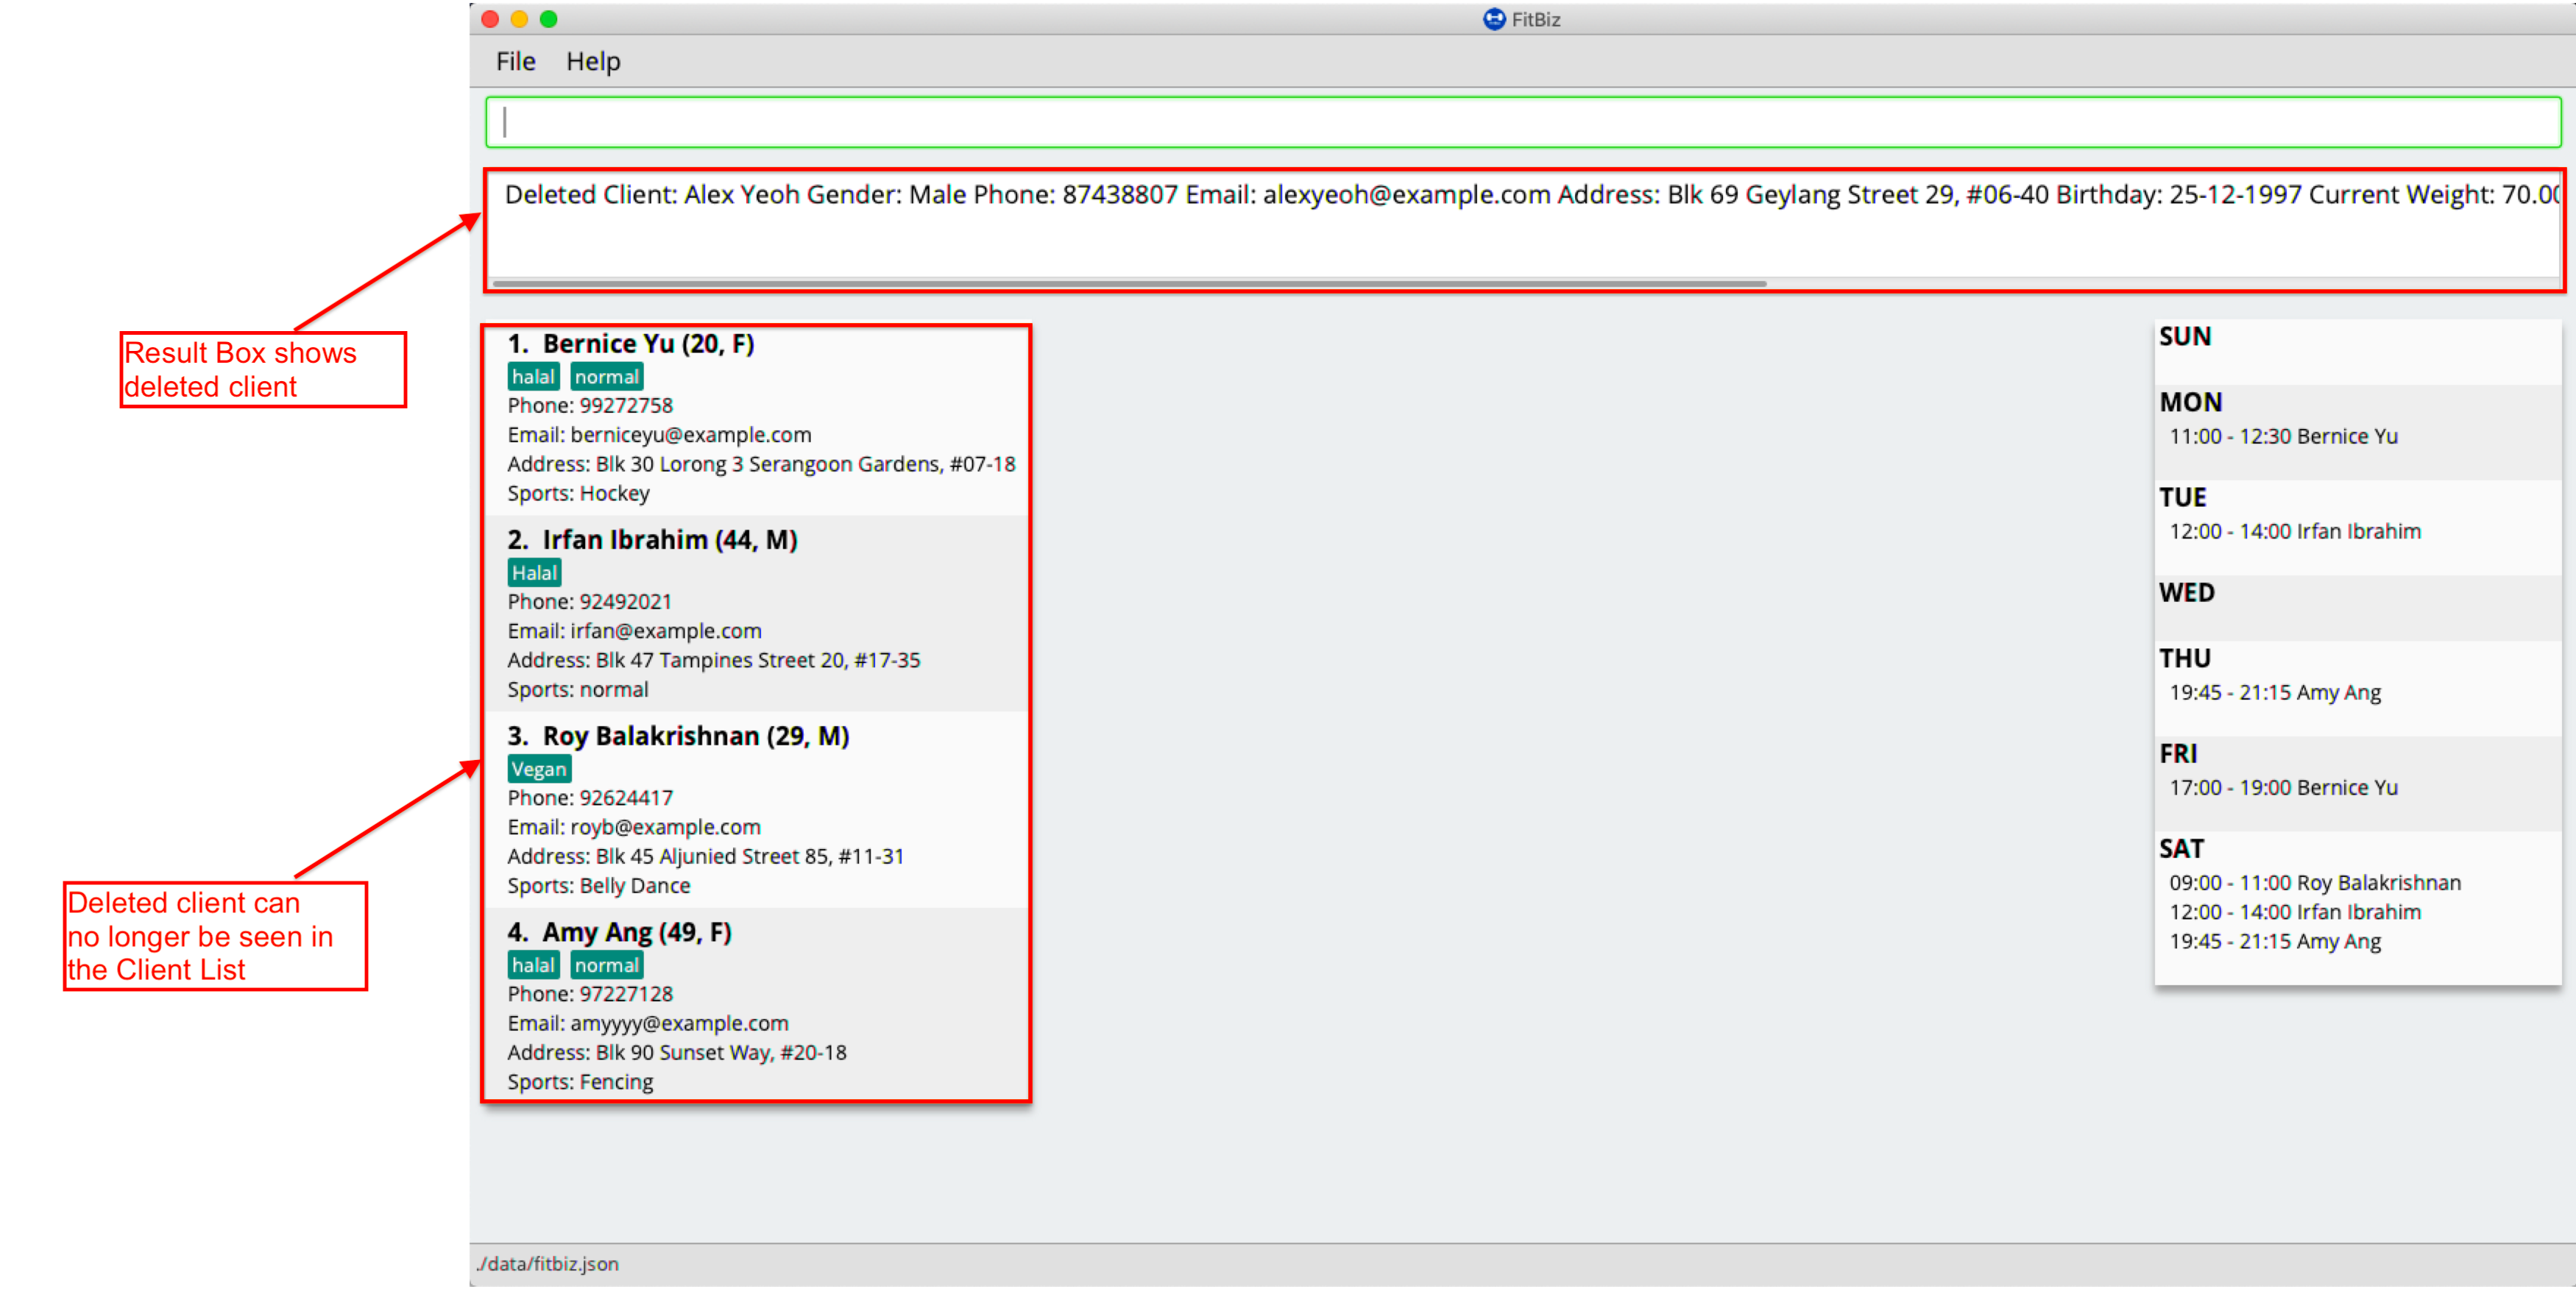 FitBiz
File Help
Deleted Client: Alex Yeoh Gender: Male Phone: 87438807 Email: alexyeoh@example.com Address: Blk 69 Geylang Street 29, #06-40 Birthday: 25-12-1997 Current Weight: 70.00
Result Box shows
deleted client
1. Bernice Yu (20, F)
halal normal
Phone: 99272758
Email: berniceyu@example.com
Address: Blk 30 Lorong 3 Serangoon Gardens, #07-18
Sports: Hockey
2. Irfan Ibrahim (44, M)
Halal
Phone: 92492021
Email: irfan@example.com
Address: Blk 47 Tampines Street 20, #17-35
Sports: normal
3. Roy Balakrishnan (29, M)
Vegan
Phone: 92624417
Email: royb@example.com
Address: Blk 45 Aljunied Street 85, #11-31
Sports: Belly Dance
Deleted client can
no longer be seen in
the Client List
4. Amy Ang (49, F)
halal normal
Phone: 97227128
Email: amyyyy@example.com
Address: Blk 90 Sunset Way, #20-18
Sports: Fencing
SUN
MON
11:00 - 12:30 Bernice Yu
TUE
12:00 - 14:00 Irfan Ibrahim
WED
THU
19:45 - 21:15 Amy Ang
FRI
17:00 - 19:00 Bernice Yu
SAT
09:00 - 11:00 Roy Balakrishnan
12:00 - 14:00 Irfan Ibrahim
19:45 - 21:15 Amy Ang
./data/fitbiz.json